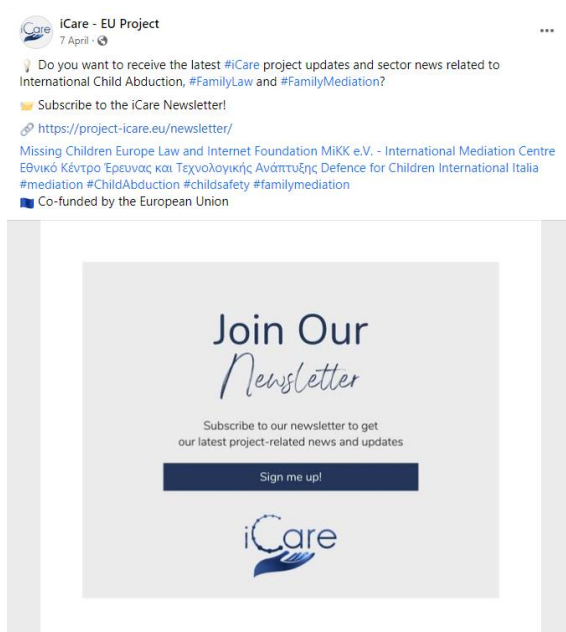 iCare
iCare - EU Project
7 April ·
Do you want to receive the latest #iCare project updates and sector news related to
International Child Abduction, #FamilyLaw and #FamilyMediation?
Subscribe to the iCare Newsletter!
https://project-icare.eu/newsletter/
Missing Children Europe Law and Internet Foundation MiKK e.V. - International Mediation Centre
Εθνικό Κέντρο Έρευνας και Τεχνολογικής Ανάπτυξης Defence for Children International Italia
#mediation #ChildAbduction #childsafety #familymediation
Co-funded by the European Union
Join Our
Newsletter
Subscribe to our newsletter to get
our latest project-related news and updates
Sign me up!
iCare